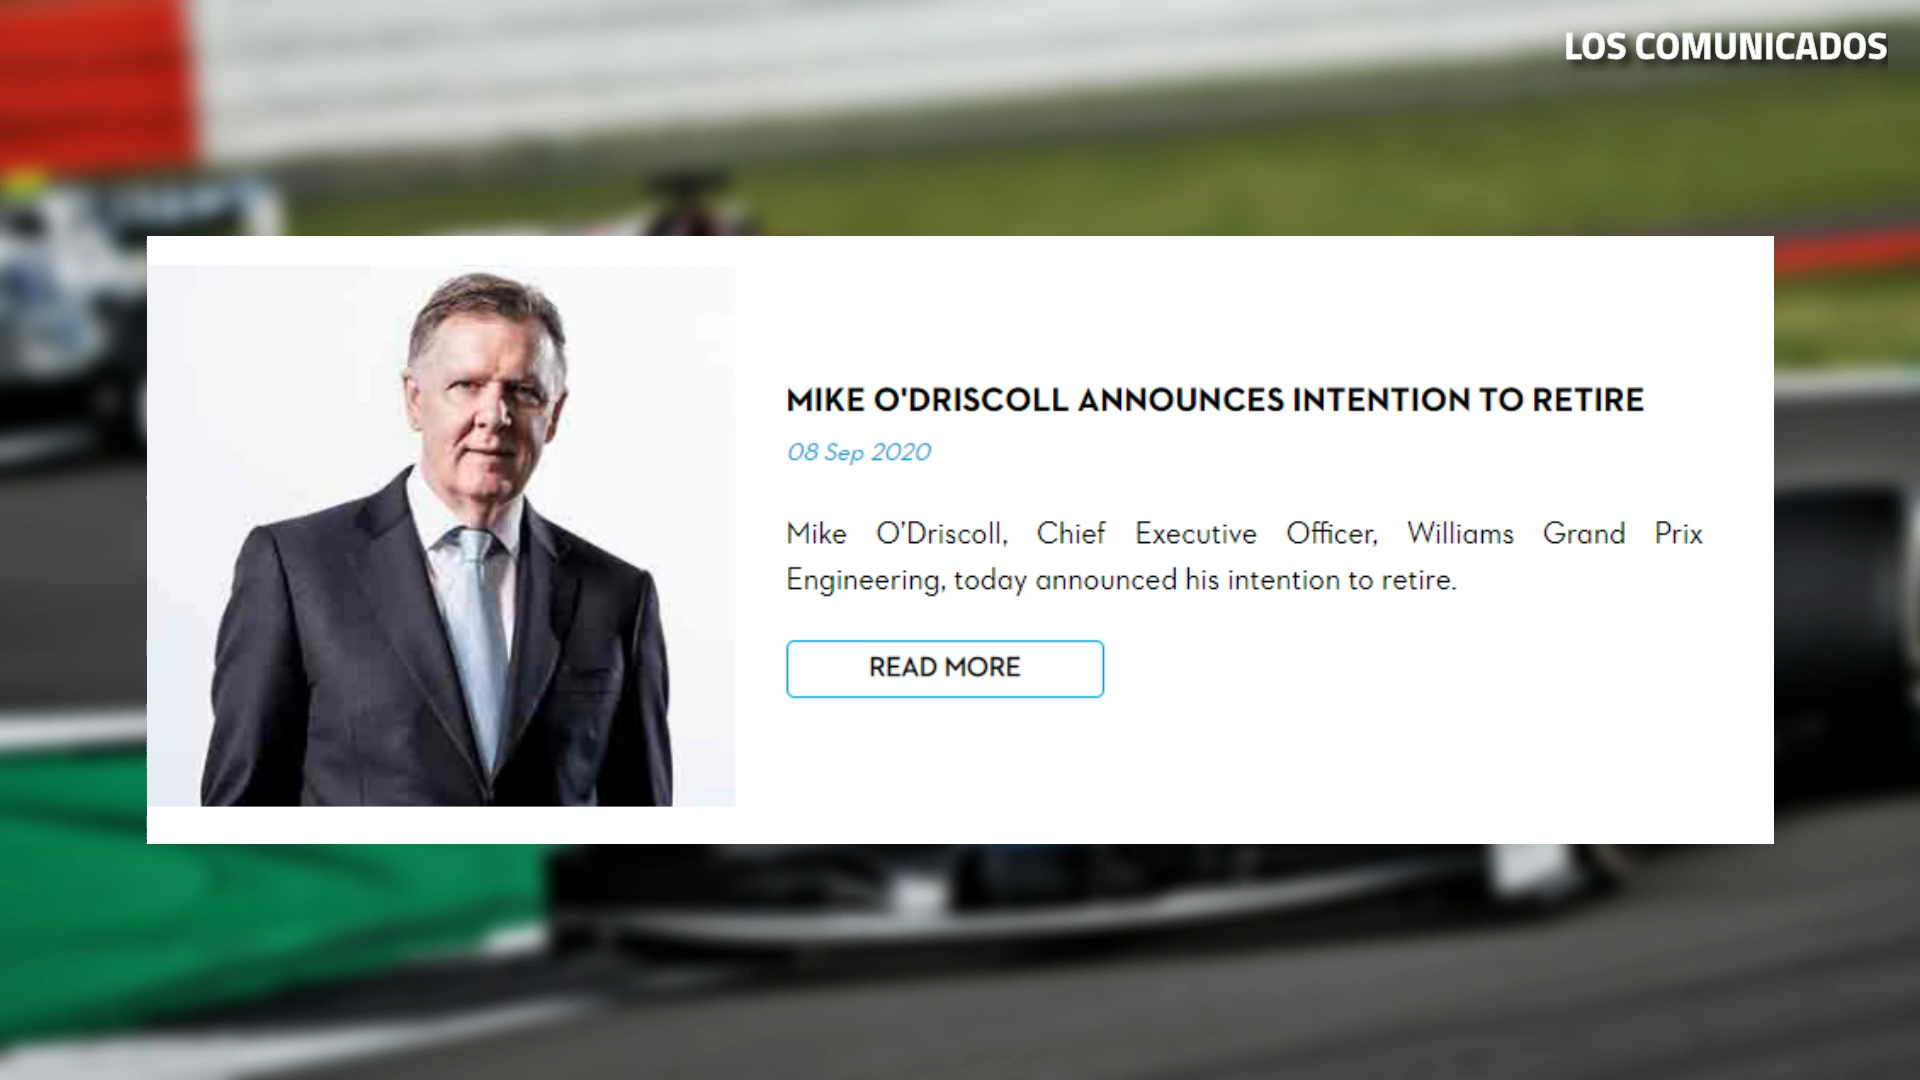 LOS COMUNICADOS
MIKE O'DRISCOLL ANNOUNCES INTENTION TO RETIRE
08 Sep 2020
Mike O'Driscoll, Chief Executive Officer, Williams Grand Prix
Engineering, today announced his intention to retire.
READ MORE